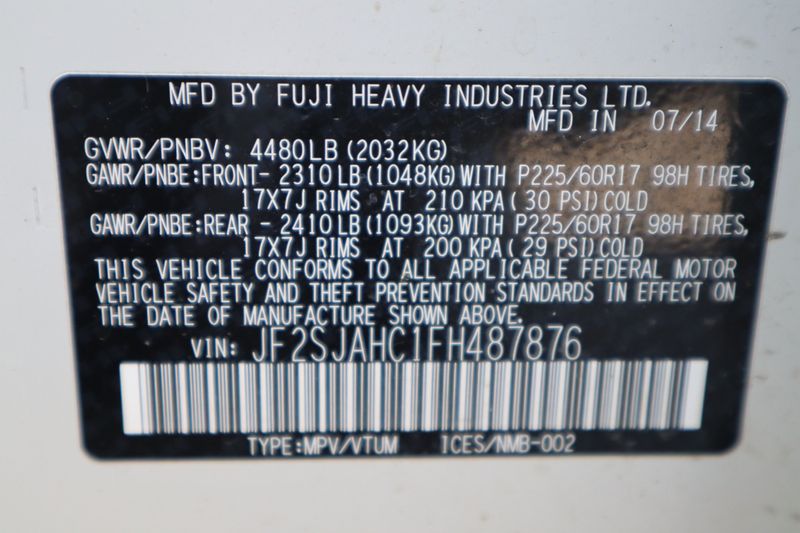 MFD BY FUJI HEAVY INDUSTRIES LTD.
MFD IN 07/14
GVWR/PNBV: 4480LB (2032KG)
GAWR/PNBE:FRONT- 2310LB(1048KG)WITH P225/60R17 98H TIRES,
17X7J RIMS AT 210 KPA( 30 PSI)COLD
GAWR/PNBE:REAR - 2410LB(1093KG)WITH P225/60R17 98H TIRES,
17X7J RIMS AT 200 KPA( 29 PSI)COLD
THIS VEHICLE CONFORMS TO ALL APPLICABLE FEDERAL MOTOR
VEHICLE SAFETY AND THEFT PREVENTION STANDARDS IN EFFECT ON
THE DATE OF MANUFACTURE SHOWN ABOVE.
VIN: JF2SJAHC1FH487876
TYPE:MPV/VTUM ICES/NMB-002